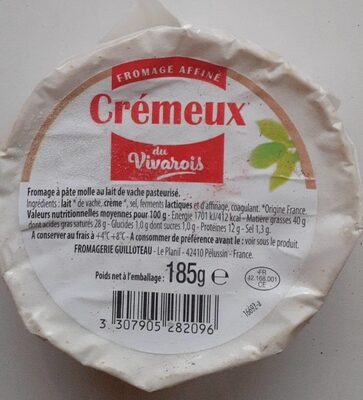 FROMAGE AFFINÉ
Crémeux
du
Vivarois
Fromage à pâte molle au lait de vache pasteurisé.
Ingrédients : lait * de vache, crème *, sel, ferments lactiques et d'affinage, coagulant. *Origine France
Valeurs nutritionnelles moyennes pour 100 g - Énergie 1701 kJ/412 kcal - Matière grasses 40 g
dont acides gras saturés 28 g - Glucides 1,0 g dont sucres 1,0 g - Protéines 12 g - Sel 1,3 g.
A conserver au frais à +4°C +8°C - A consommer de préférence avant le : voir sous le produit.
FROMAGERIE GUILLOTEAU - Le Planil - 42410 Pélussin - France.
Poids net à l'emballage : 185g e
FR
42.168.001
CE
16692-a
3 307905 282096